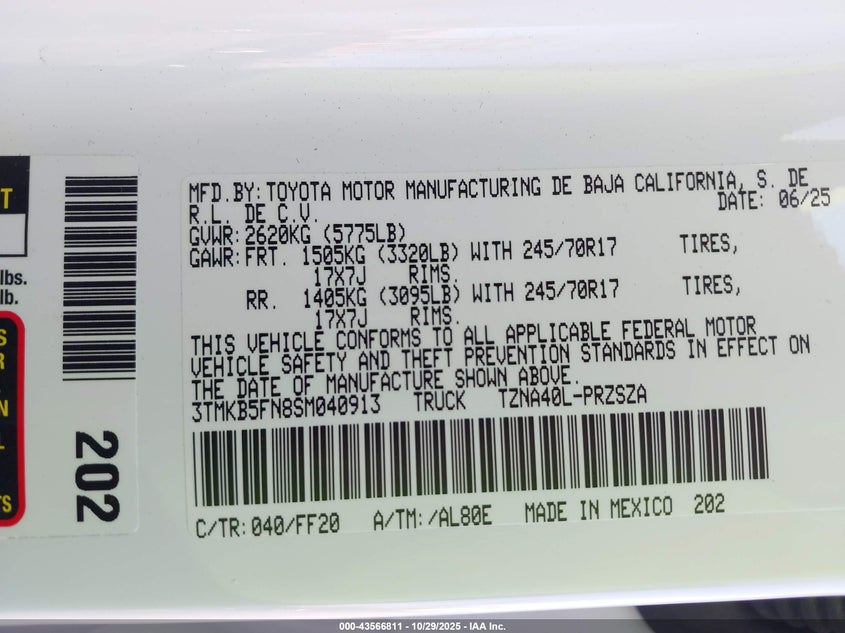 T
lbs.
lb.
S
R
N
L
TS
202
MFD.BY:TOYOTA MOTOR MANUFACTURING DE BAJA CALIFORNIA, S. DE
R.L. DE C.V. DATE: 06/25
GVWR:2620KG (5775LB)
GAWR:FRT. 1505KG (3320LB) WITH 245/70R17 TIRES,
17X7J RIMS.
RR. 1405KG (3095LB) WITH 245/70R17 TIRES,
17X7J RIMS.
THIS VEHICLE CONFORMS TO ALL APPLICABLE FEDERAL MOTOR
VEHICLE SAFETY AND THEFT PREVENTION STANDARDS IN EFFECT ON
THE DATE OF MANUFACTURE SHOWN ABOVE.
3TMKB5FN8SM040913 TRUCK TZNA40L-PRZSZA
C/TR:040/FF20 A/TM:/AL80E MADE IN MEXICO 202
000-43566811 - 10/29/2025 - IAA Inc.